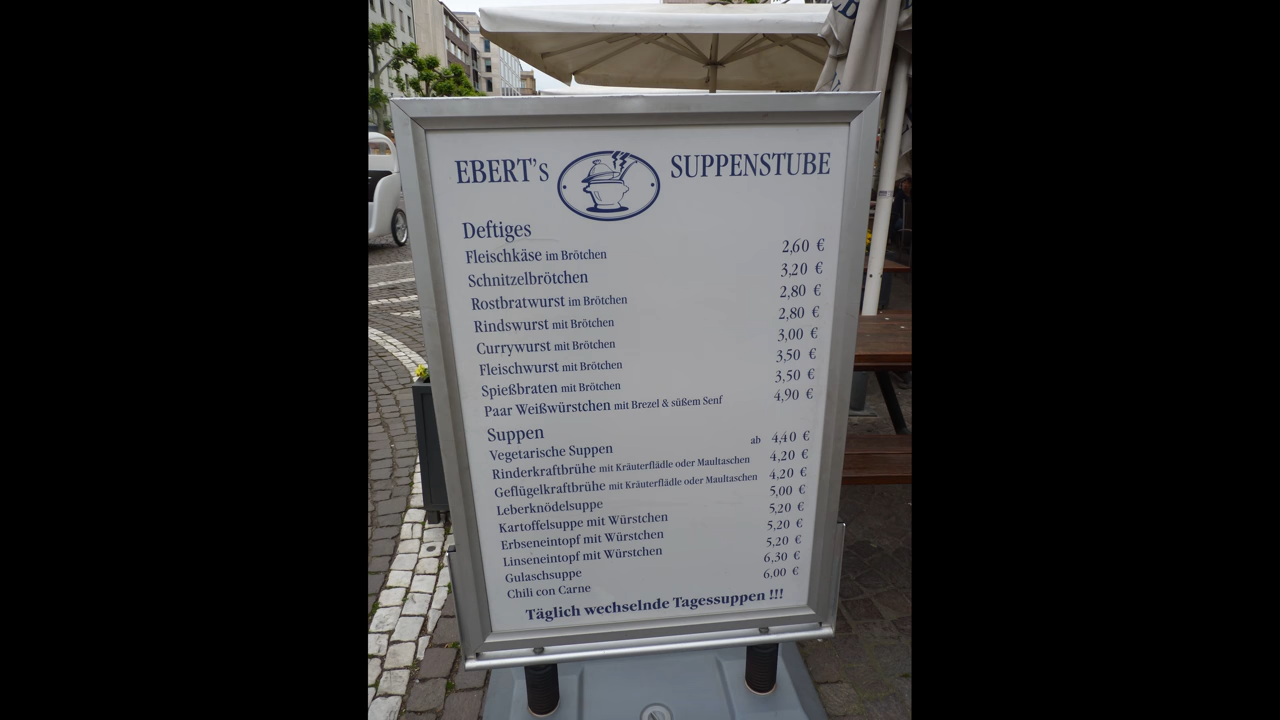 EBERT's SUPPENSTUBE
Deftiges
Fleischkäse im Brötchen 2,60 €
Schnitzelbrötchen 3,20 €
Rostbratwurst im Brötchen 2,80 €
Rindswurst mit Brötchen 2,80 €
Currywurst mit Brötchen 3,00 €
Fleischwurst mit Brötchen 3,50 €
Spießbraten mit Brötchen 3,50 €
Paar Weißwürstchen mit Brezel & süßem Senf 4,90 €
Suppen
Vegetarische Suppen ab 4,40 €
Rinderkraftbrühe mit Kräuterflädle oder Maultaschen 4,20 €
Geflügelkraftbrühe mit Kräuterflädle oder Maultaschen 4,20 €
Leberknödelsuppe 5,00 €
Kartoffelsuppe mit Würstchen 5,20 €
Erbseneintopf mit Würstchen 5,20 €
Linseneintopf mit Würstchen 5,20 €
Gulaschsuppe 6,30 €
Chili con Carne 6,00 €
Täglich wechselnde Tagessuppen !!!